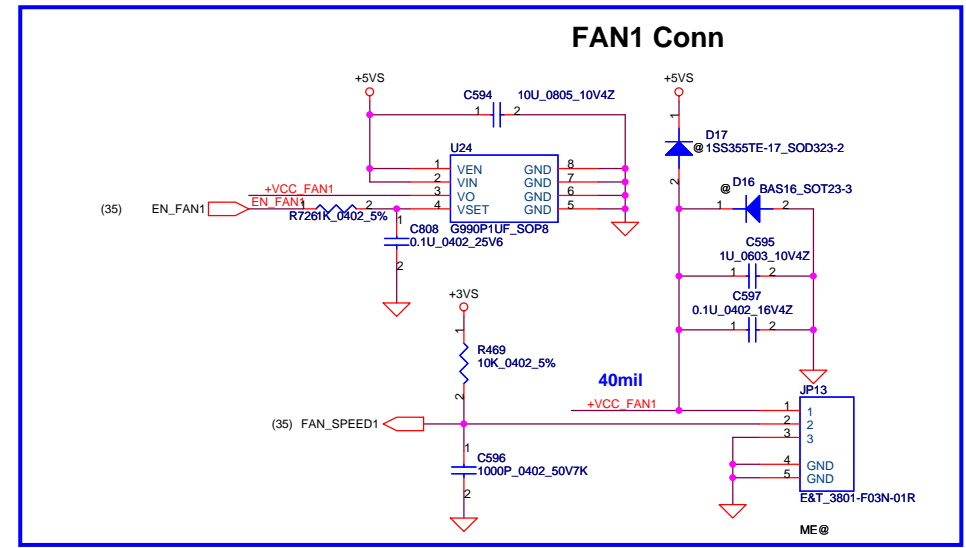 FAN1 Conn
+5VS
+5VS
C594 10U_0805_10V4Z
1 2
1
D17
@ 1SS355TE-17_SOD323-2
2
U24
1 VEN GND 8
2 VIN GND 7
+VCC_FAN1 3 VO GND 6
(35) EN_FAN1 EN_FAN1 1 2 4 VSET GND 5
R726 1K_0402_5%
G990P1UF_SOP8
1
C808
0.1U_0402_25V6
2
@ D16 BAS16_SOT23-3
1 2
C595
1U_0603_10V4Z
1 2
C597
0.1U_0402_16V4Z
1 2
+3VS
1
R469
10K_0402_5%
2
40mil
+VCC_FAN1
JP13
1 1
2 2
3 3
4 GND
5 GND
E&T_3801-F03N-01R
(35) FAN_SPEED1
1
C596
1000P_0402_50V7K
2
ME@